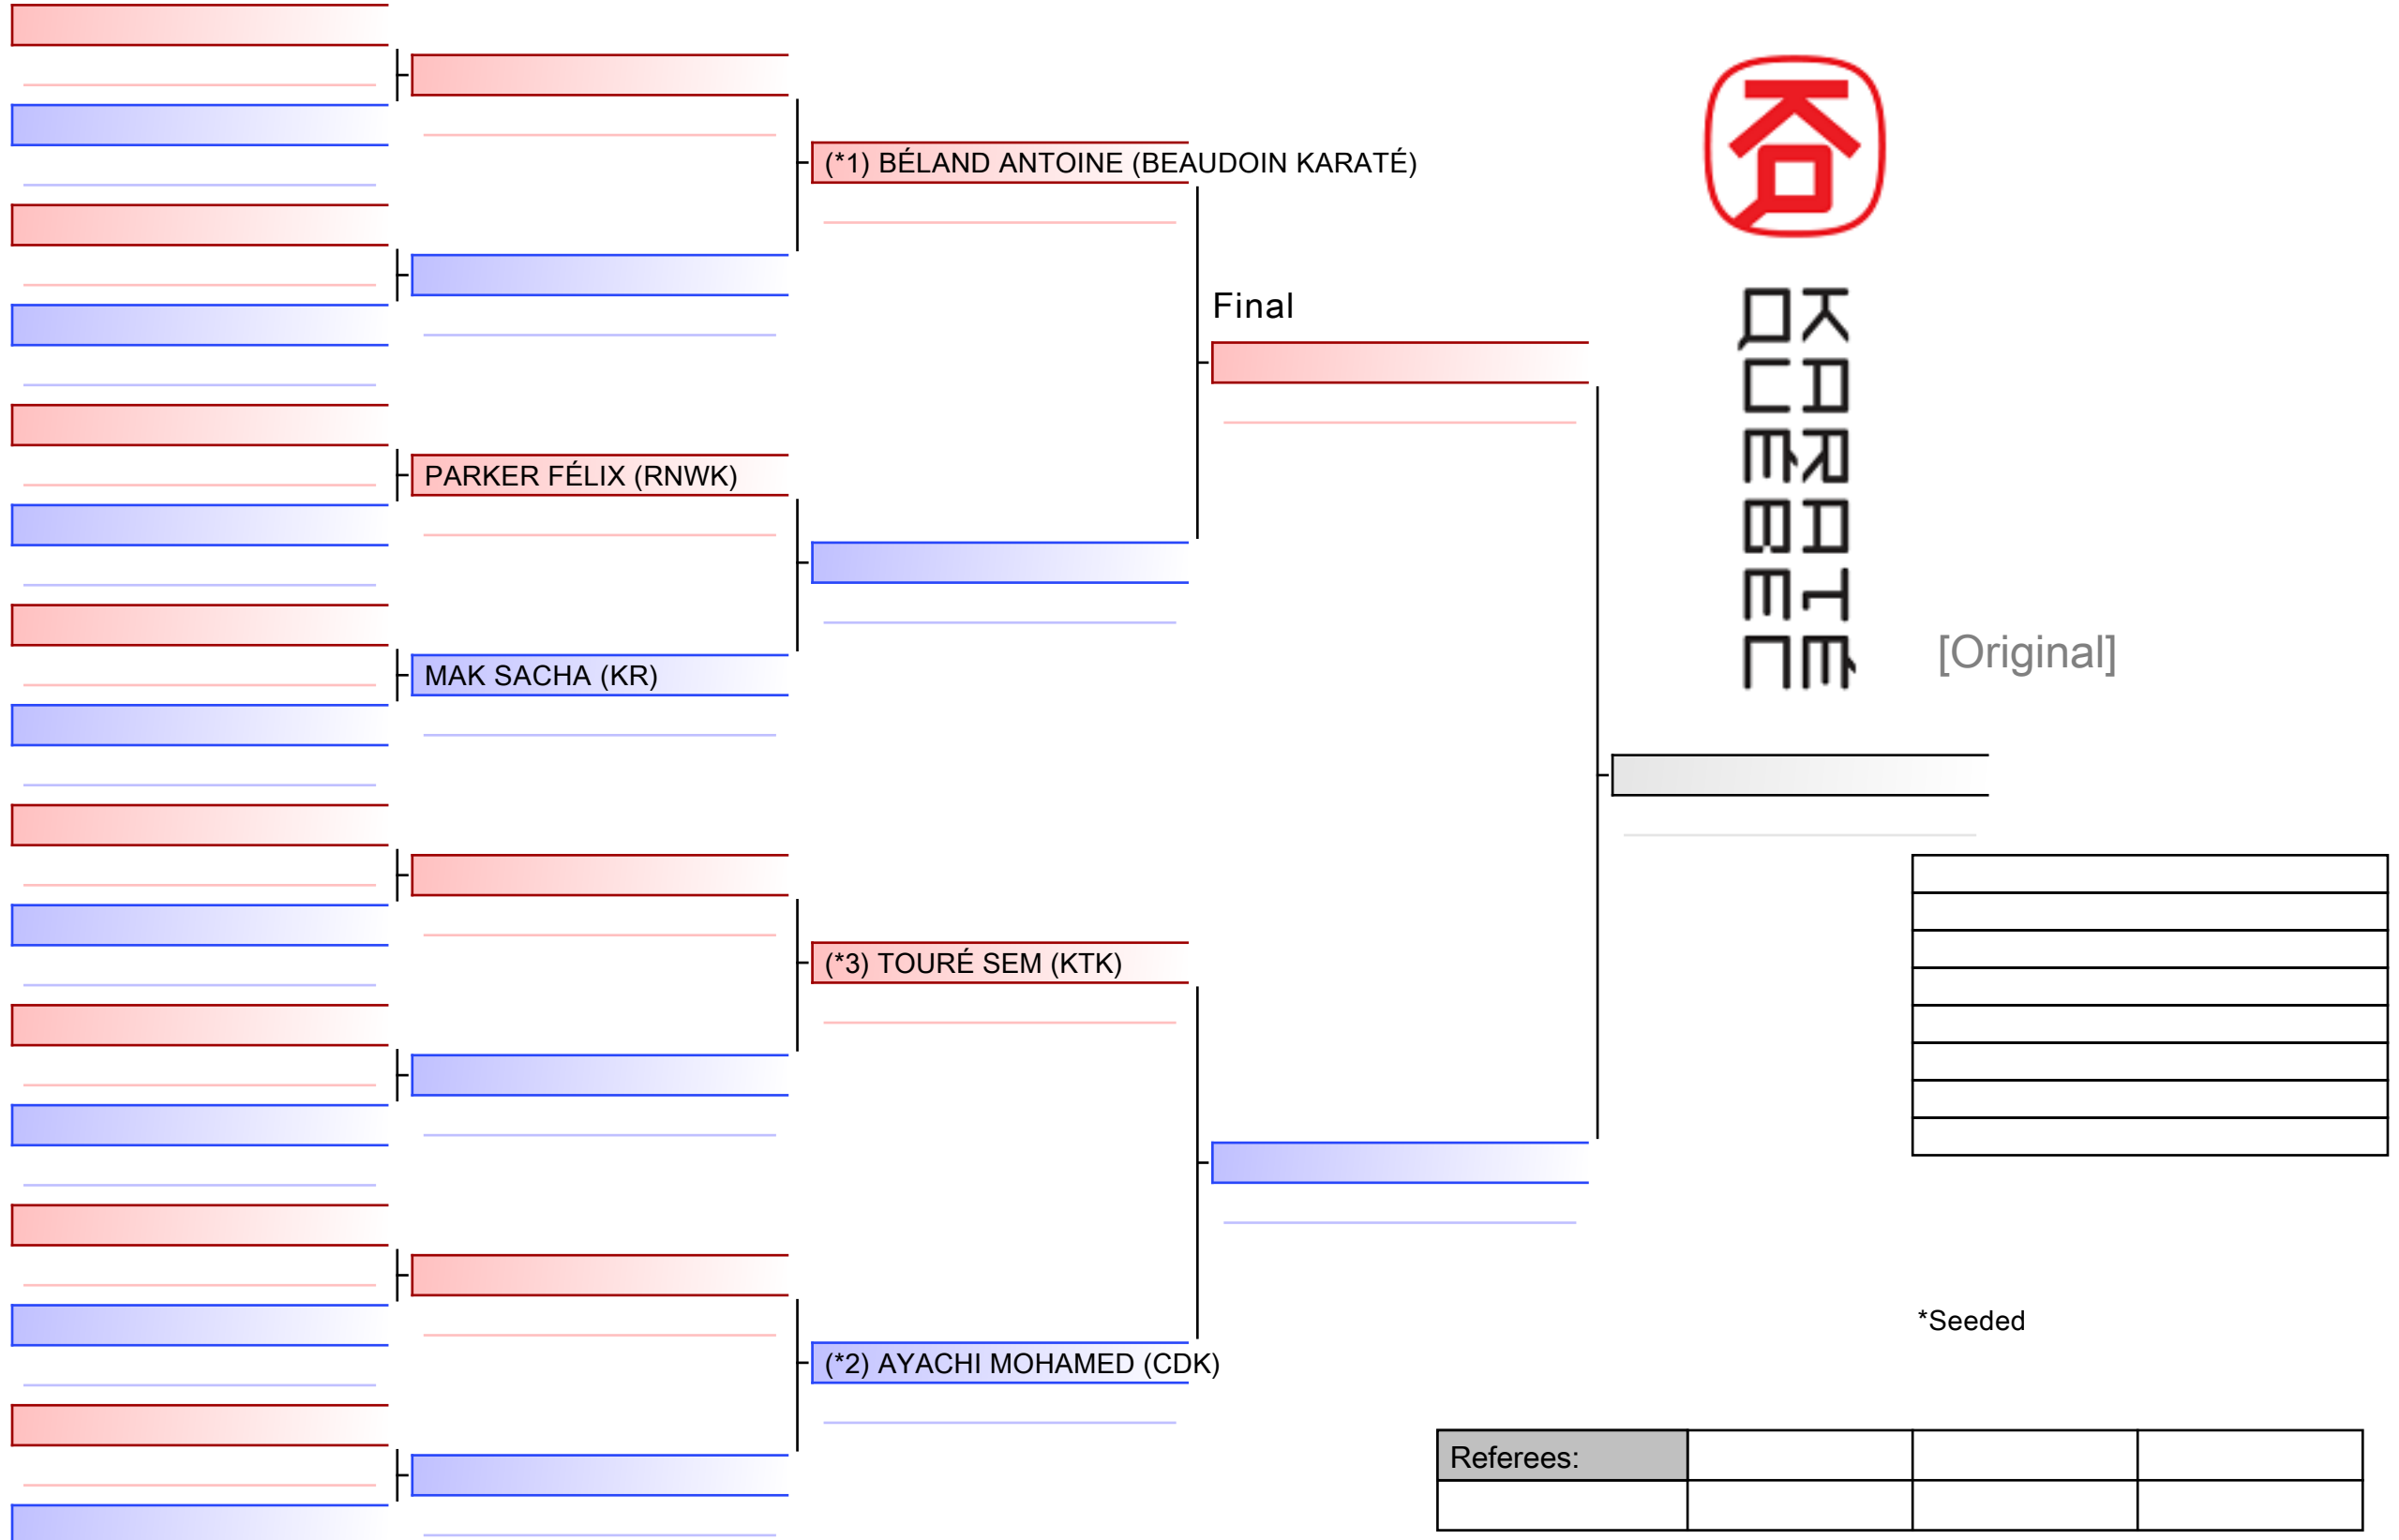 (*1) BÉLAND ANTOINE (BEAUDOIN KARATÉ)
Final
PARKER FÉLIX (RNWK)
MAK SACHA (KR)
(*3) TOURÉ SEM (KTK)
(*2) AYACHI MOHAMED (CDK)
KARATÉ
QUÉBEC
[Original]
*Seeded
Referees: